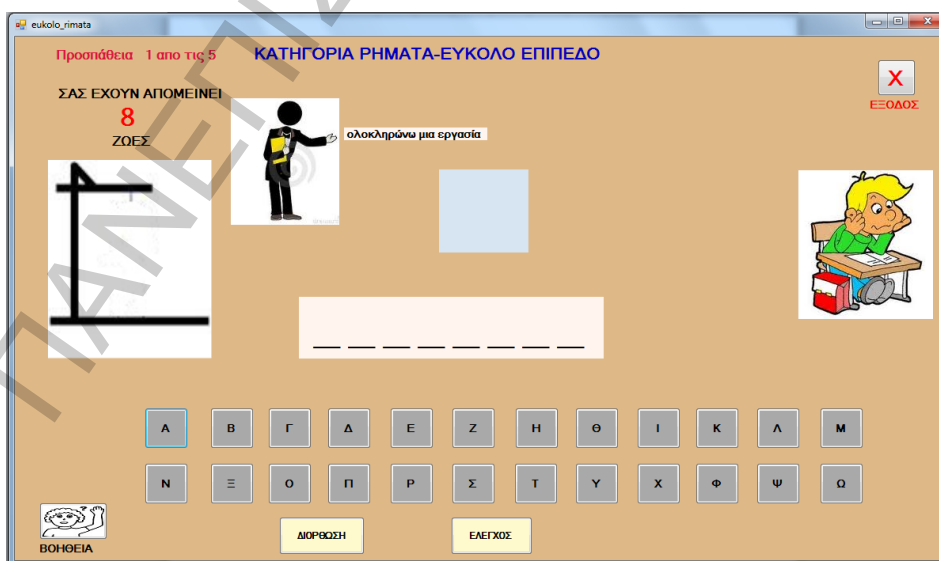 eukolo_rimata
Προσπάθεια 1 απο τις 5 ΚΑΤΗΓΟΡΙΑ ΡΗΜΑΤΑ-ΕΥΚΟΛΟ ΕΠΙΠΕΔΟ
X
ΕΞΟΔΟΣ
ΣΑΣ ΕΧΟΥΝ ΑΠΟΜΕΙΝΕΙ
8
ΖΩΕΣ
ολοκληρώνω μια εργασία
Α Β Γ Δ Ε Ζ Η Θ Ι Κ Λ Μ
Ν Ξ Ο Π Ρ Σ Τ Υ Χ Φ Ψ Ω
ΒΟΗΘΕΙΑ
ΔΙΟΡΘΩΣΗ ΕΛΕΓΧΟΣ